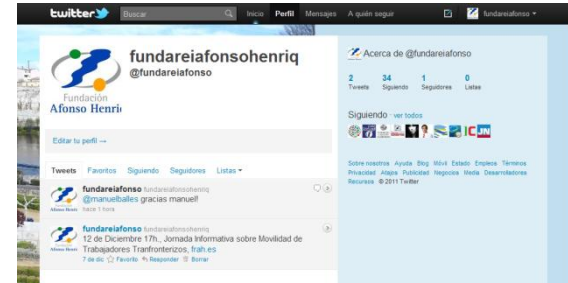 twitter
Buscar
Inicio Perfil Mensajes A quién seguir
fundareiafonso
fundareiafonsohenriq
@fundareiafonso
Fundación
Afonso Henri
Editar tu perfil →
Tweets Favoritos Siguiendo Seguidores Listas
fundareiafonso fundareiafonsohenriq
@manuelballes gracias manuel!
hace 1 hora
fundareiafonso fundareiafonsohenriq
12 de Diciembre 17h., Jornada Informativa sobre Movilidad de
Trabajadores Tranfronterizos, frah.es
7 de dic Favorito Responder Borrar
Acerca de @fundareiafonso
2 34 1 0
Tweets Siguiendo Seguidores Listas
Siguiendo · ver todos
Sobre nosotros Ayuda Blog Móvil Estado Empleos Términos
Privacidad Atajos Publicidad Negocios Media Desarrolladores
Recursos © 2011 Twitter